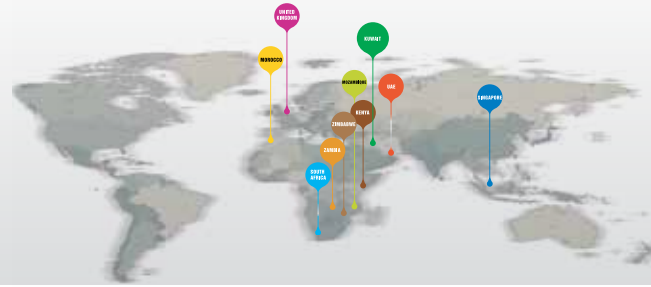 UNITED
KINGDOM
KUWAIT
MOROCCO
MOZAMBIQUE
UAE
SINGAPORE
KENYA
ZIMBABWE
ZAMBIA
SOUTH
AFRICA